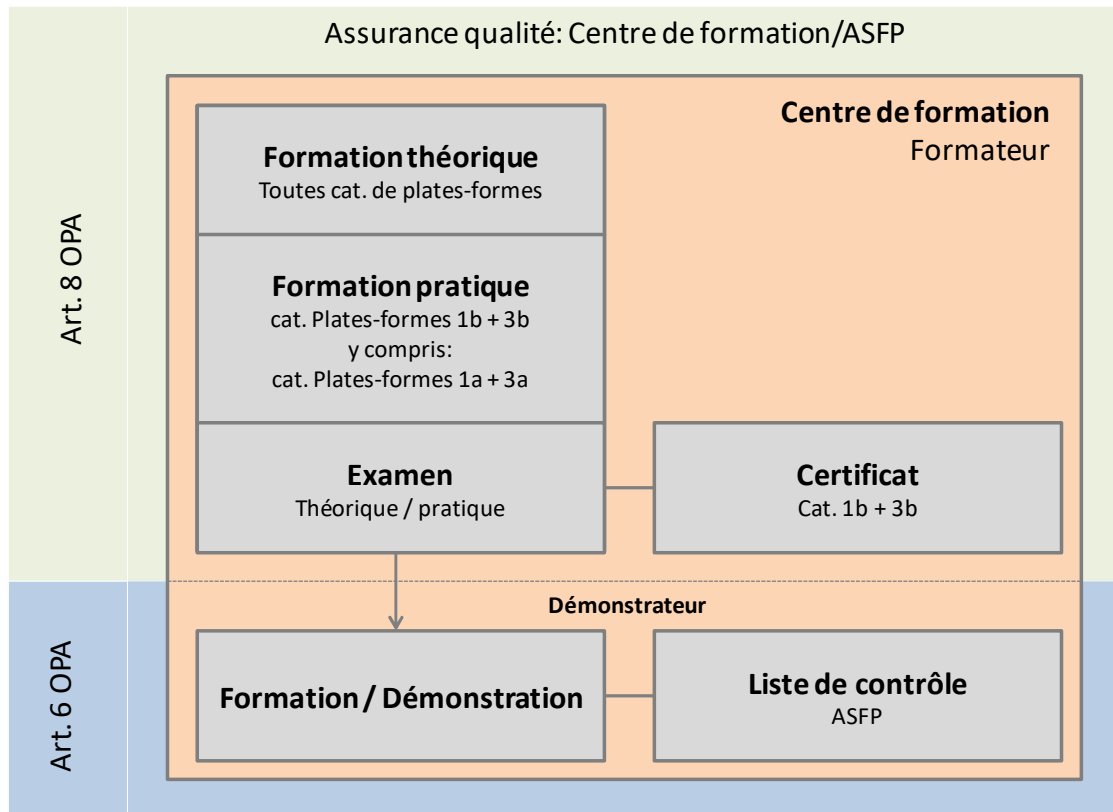 Assurance qualité: Centre de formation/ASFP
Art. 8 OPA
Centre de formation
Formateur
Formation théorique
Toutes cat. de plates-formes
Formation pratique
cat. Plates-formes 1b + 3b
y compris:
cat. Plates-formes 1a + 3a
Examen
Théorique / pratique
Certificat
Cat. 1b + 3b
Art. 6 OPA
Démonstrateur
Formation / Démonstration
Liste de contrôle
ASFP